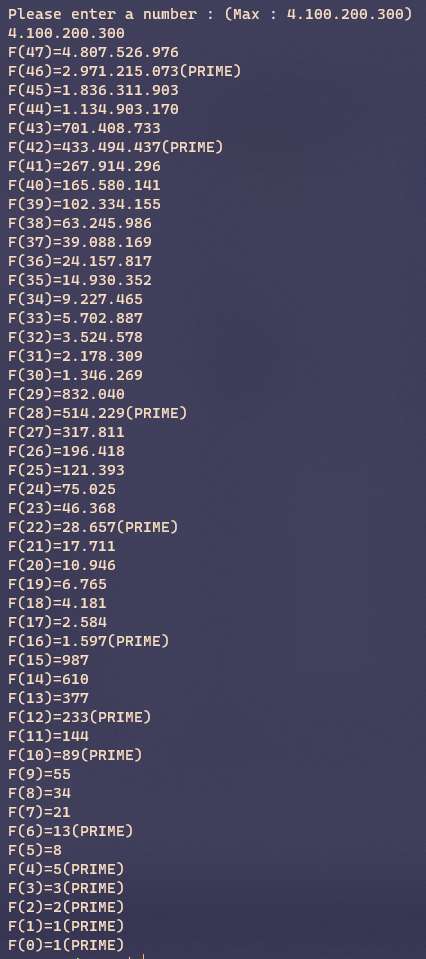 Please enter a number : (Max : 4.100.200.300)
4.100.200.300
F(47)=4.807.526.976
F(46)=2.971.215.073(PRIME)
F(45)=1.836.311.903
F(44)=1.134.903.170
F(43)=701.408.733
F(42)=433.494.437(PRIME)
F(41)=267.914.296
F(40)=165.580.141
F(39)=102.334.155
F(38)=63.245.986
F(37)=39.088.169
F(36)=24.157.817
F(35)=14.930.352
F(34)=9.227.465
F(33)=5.702.887
F(32)=3.524.578
F(31)=2.178.309
F(30)=1.346.269
F(29)=832.040
F(28)=514.229(PRIME)
F(27)=317.811
F(26)=196.418
F(25)=121.393
F(24)=75.025
F(23)=46.368
F(22)=28.657(PRIME)
F(21)=17.711
F(20)=10.946
F(19)=6.765
F(18)=4.181
F(17)=2.584
F(16)=1.597(PRIME)
F(15)=987
F(14)=610
F(13)=377
F(12)=233(PRIME)
F(11)=144
F(10)=89(PRIME)
F(9)=55
F(8)=34
F(7)=21
F(6)=13(PRIME)
F(5)=8
F(4)=5(PRIME)
F(3)=3(PRIME)
F(2)=2(PRIME)
F(1)=1(PRIME)
F(0)=1(PRIME)